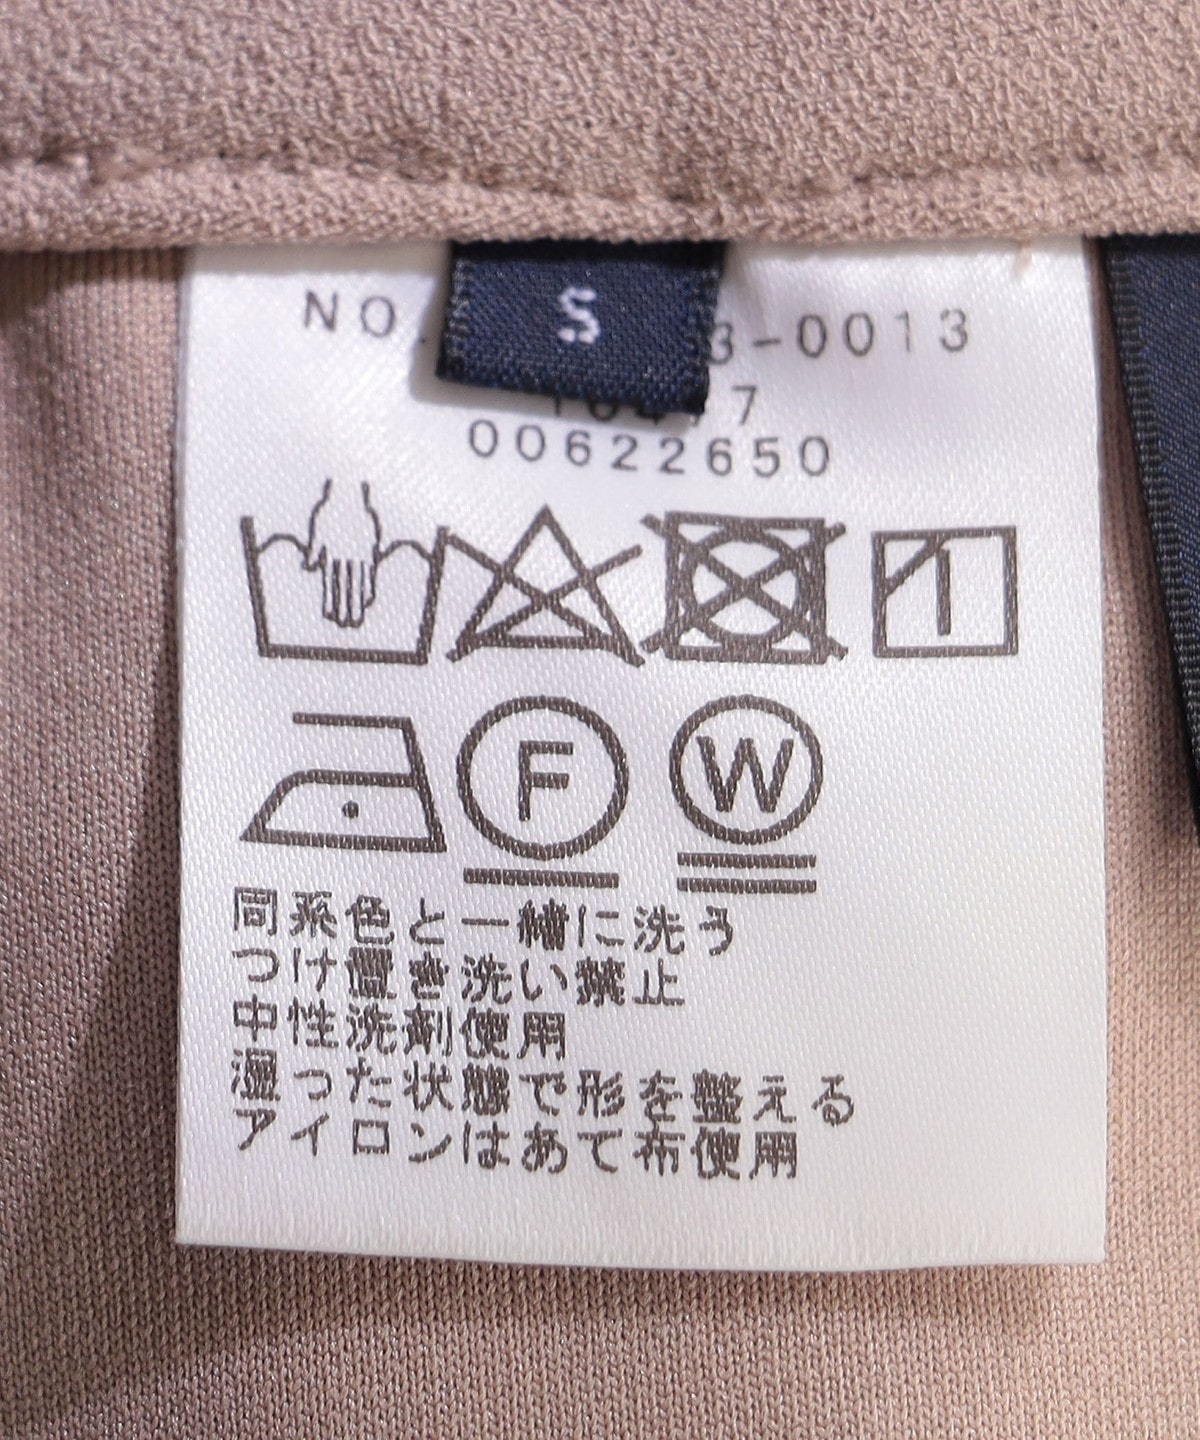 S
NO. 3-0013
00622650
F
W
同系色と一緒に洗う
つけ置き洗い禁止
中性洗剤使用
湿った状態で形を整える
アイロンはあて布使用